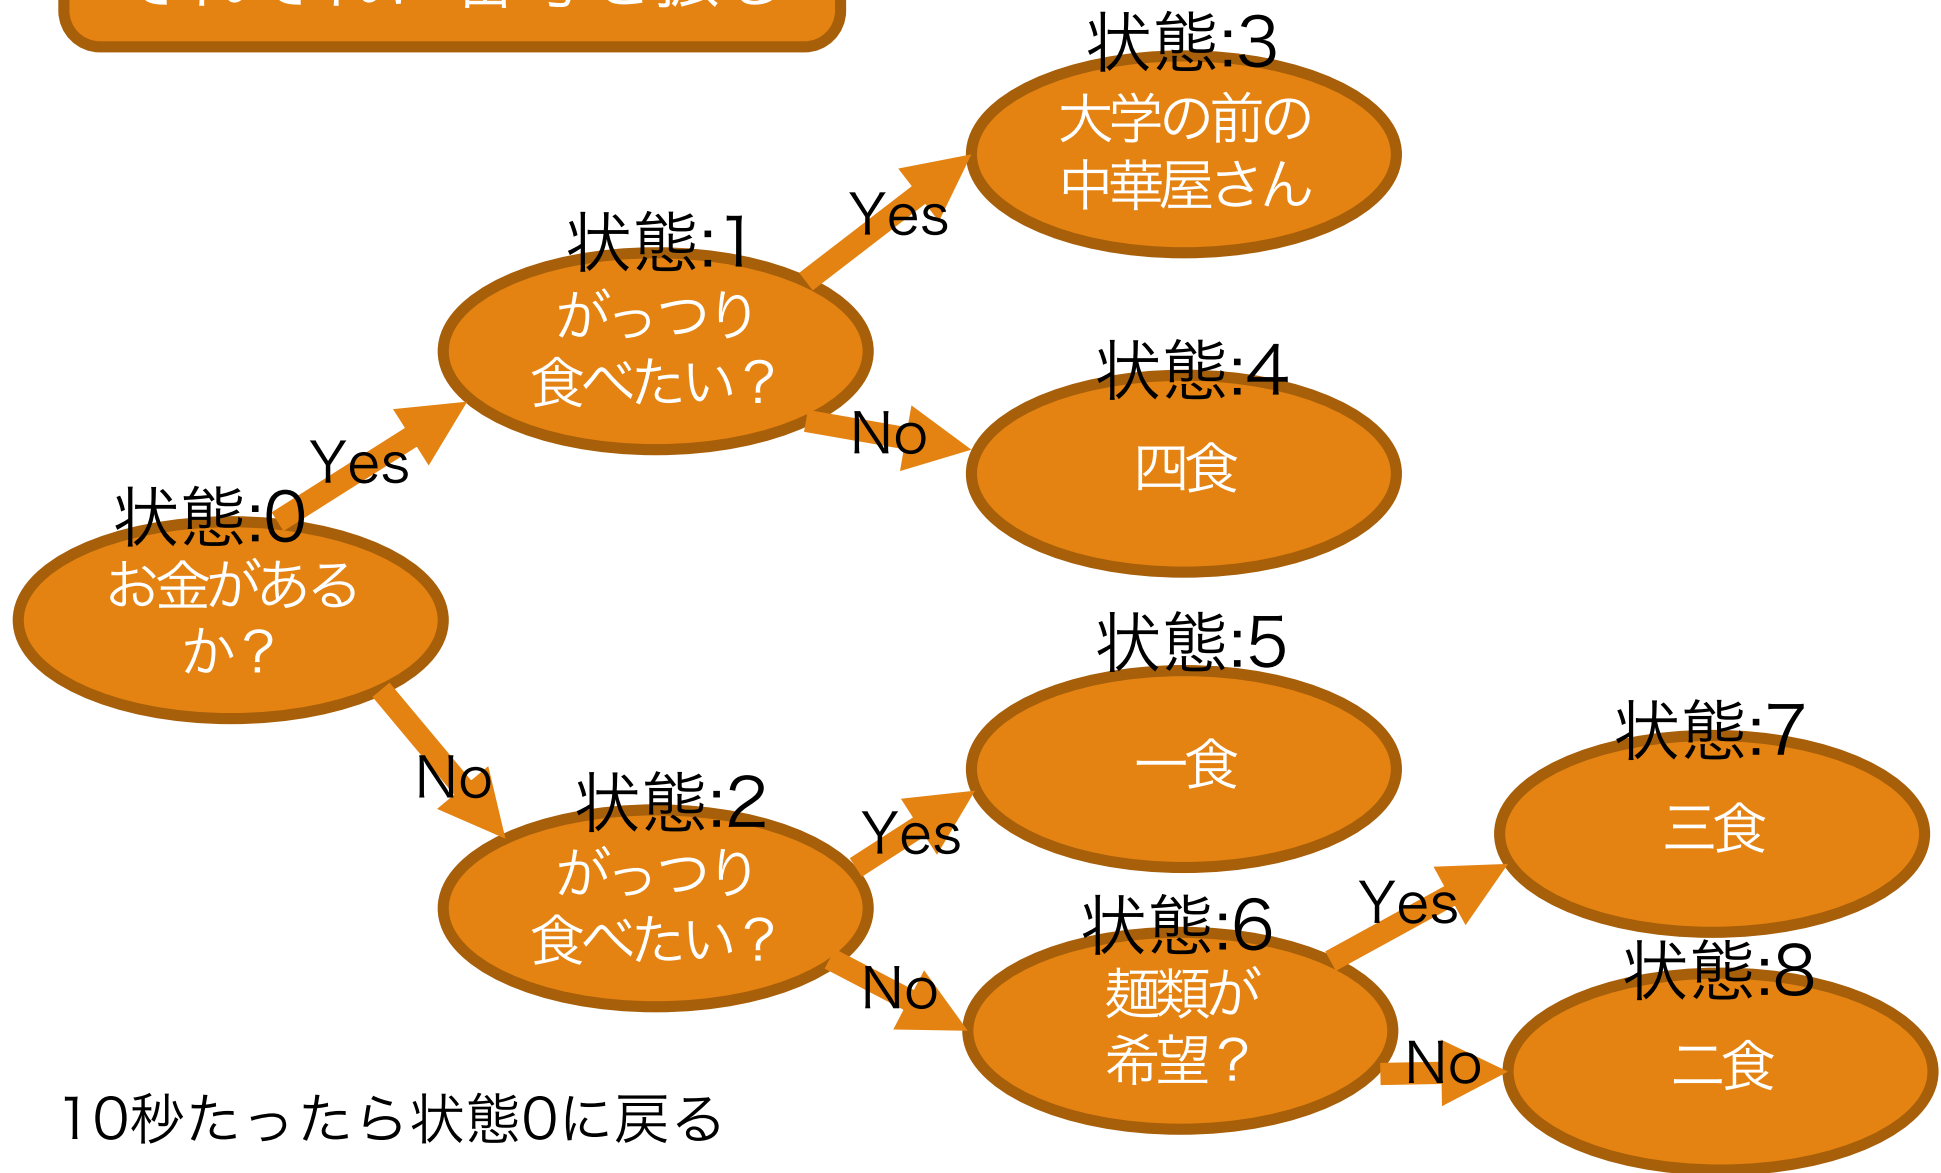 状態:3
大学の前の
中華屋さん
状態:1
がっつり
食べたい？
Yes
状態:4
四食
No
Yes
状態:0
お金がある
か？
状態:5
一食
No
状態:2
がっつり
食べたい？
Yes
状態:7
三食
状態:6
麺類が
希望？
Yes
No
状態:8
二食
No
10秒たったら状態0に戻る